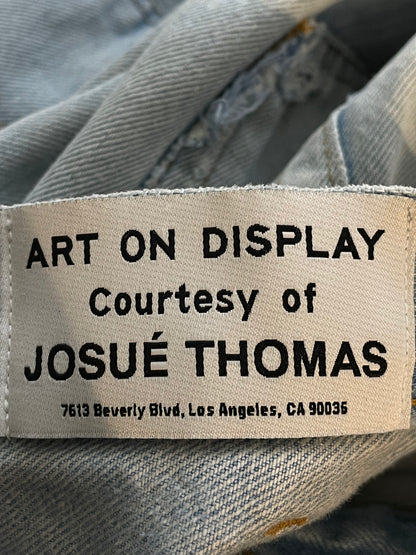 ART ON DISPLAY
Courtesy of
JOSUÉ THOMAS
7613 Beverly Blvd, Los Angeles, CA 90036